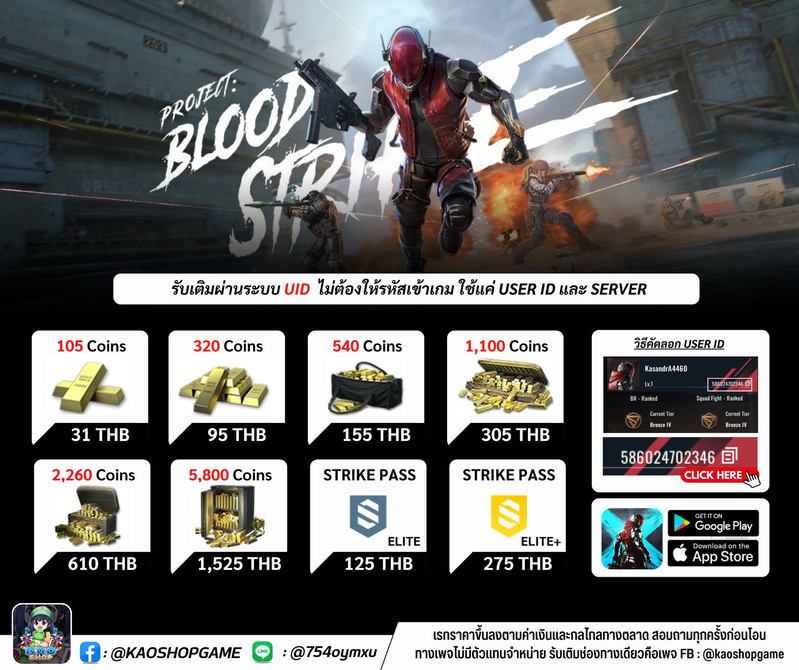 PROJECT:
BLOOD
STRIKE
รับเติมผ่านระบบ UID ไม่ต้องให้รหัสเข้าเกม ใช้แค่ USER ID และ SERVER
105 Coins
31 THB
320 Coins
95 THB
540 Coins
155 THB
1,100 Coins
305 THB
2,260 Coins
610 THB
5,800 Coins
1,525 THB
STRIKE PASS
ELITE
125 THB
STRIKE PASS
ELITE+
275 THB
วิธีคัดลอก USER ID
KasandrA4460
Lv.1
586024702346
BR - Ranked
Squad Fight - Ranked
Current Tier
Bronze IV
Current Tier
Bronze IV
586024702346
CLICK HERE
GET IT ON
Google Play
Download on the
App Store
KAO
SHOP
: @KAOSHOPGAME
LINE
: @754oymxu
เรทราคาขึ้นลงตามค่าเงินและกลไกลทางตลาด สอบถามทุกครั้งก่อนโอน
ทางเพจไม่มีตัวแทนจำหน่าย รับเติมช่องทางเดียวคือเพจ FB : @kaoshopgame